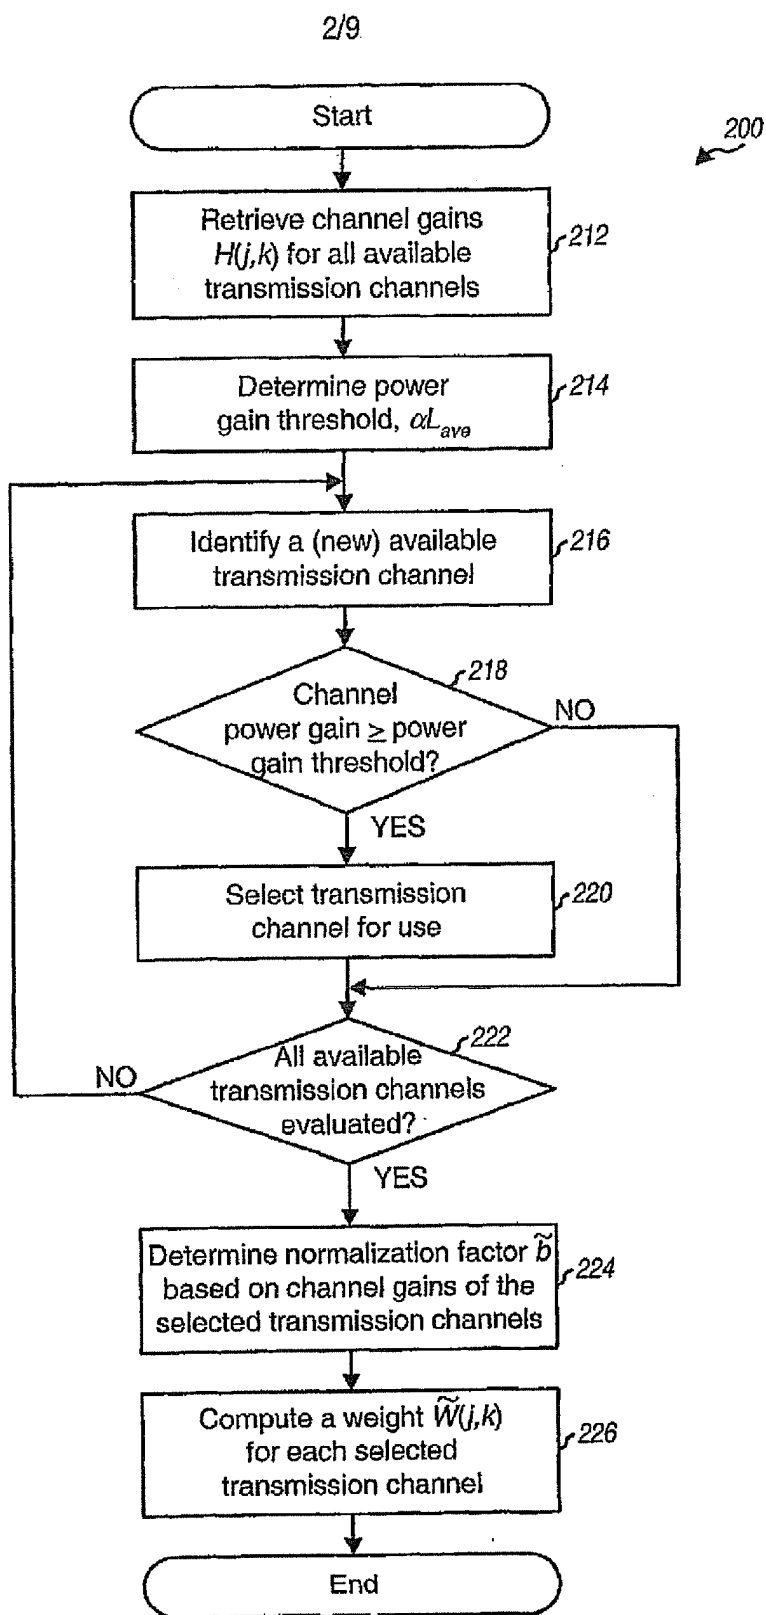 2/9
Start
200
Retrieve channel gains
H(j,k) for all available
transmission channels
212
Determine power
gain threshold, αL_ave
214
Identify a (new) available
transmission channel
216
218
Channel
power gain ≥ power
gain threshold?
NO
YES
Select transmission
channel for use
220
222
All available
transmission channels
evaluated?
NO
YES
Determine normalization factor b̃
based on channel gains of the
selected transmission channels
224
Compute a weight W̃(j,k)
for each selected
transmission channel
226
End